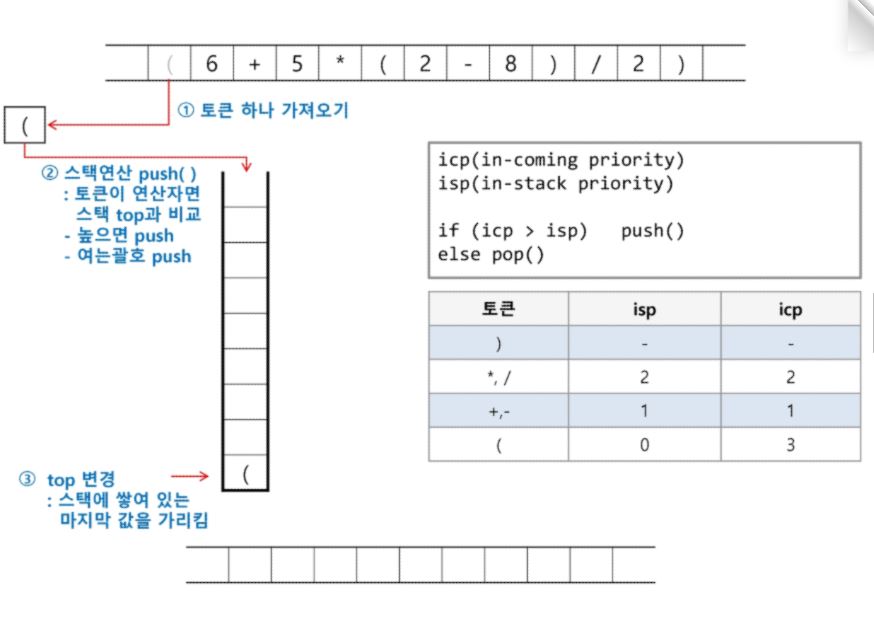 ( 6 + 5 * ( 2 - 8 ) / 2 )
① 토큰 하나 가져오기
(
② 스택연산 push( )
: 토큰이 연산자면
스택 top과 비교
- 높으면 push
- 여는괄호 push
icp(in-coming priority)
isp(in-stack priority)
if (icp > isp) push()
else pop()
토큰 isp icp
) - -
*, / 2 2
+,- 1 1
( 0 3
(
③ top 변경
: 스택에 쌓여 있는
마지막 값을 가리킴